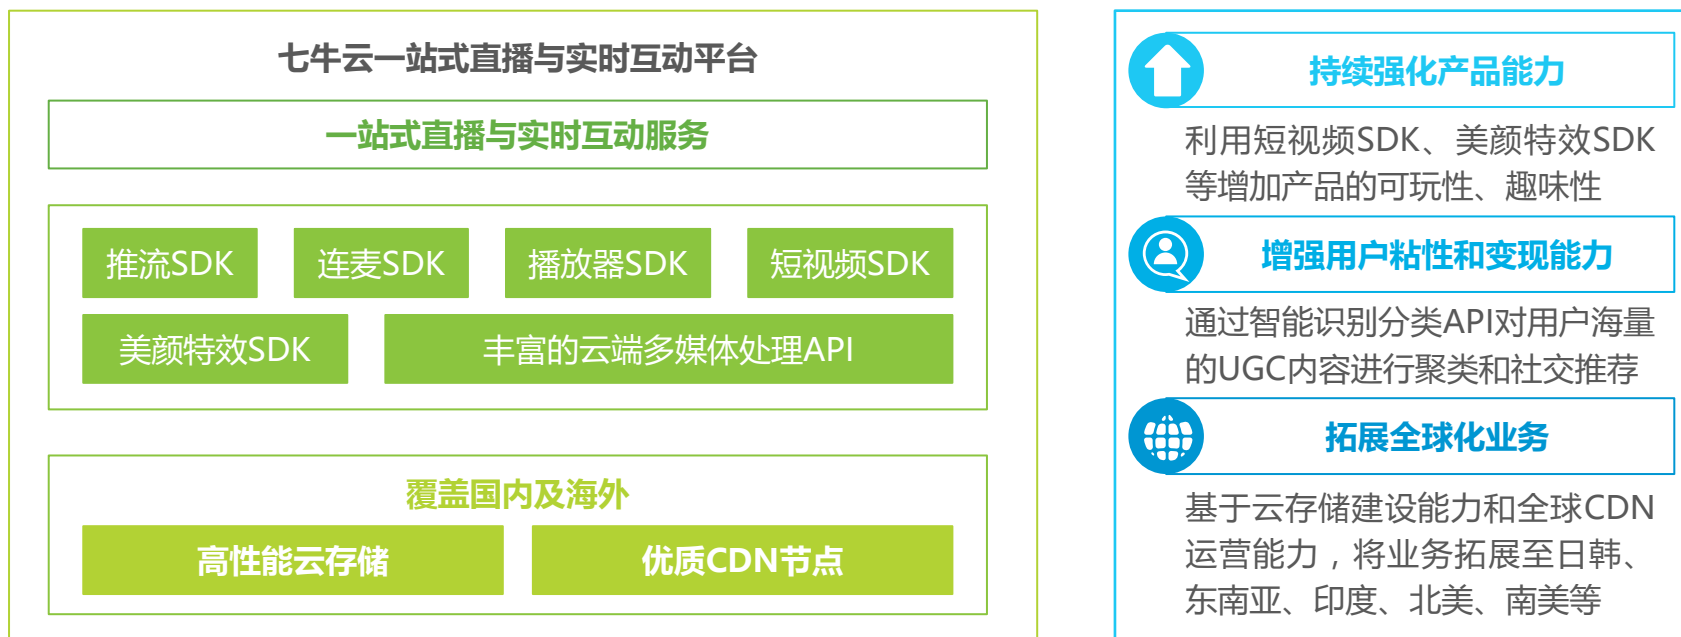 七牛云一站式直播与实时互动平台
一站式直播与实时互动服务
推流SDK
连麦SDK
播放器SDK
短视频SDK
美颜特效SDK
丰富的云端多媒体处理API
覆盖国内及海外
高性能云存储
优质CDN节点
持续强化产品能力
利用短视频SDK、美颜特效SDK
等增加产品的可玩性、趣味性
增强用户粘性和变现能力
通过智能识别分类API对用户海量
的UGC内容进行聚类和社交推荐
拓展全球化业务
基于云存储建设能力和全球CDN
运营能力，将业务拓展至日韩、
东南亚、印度、北美、南美等